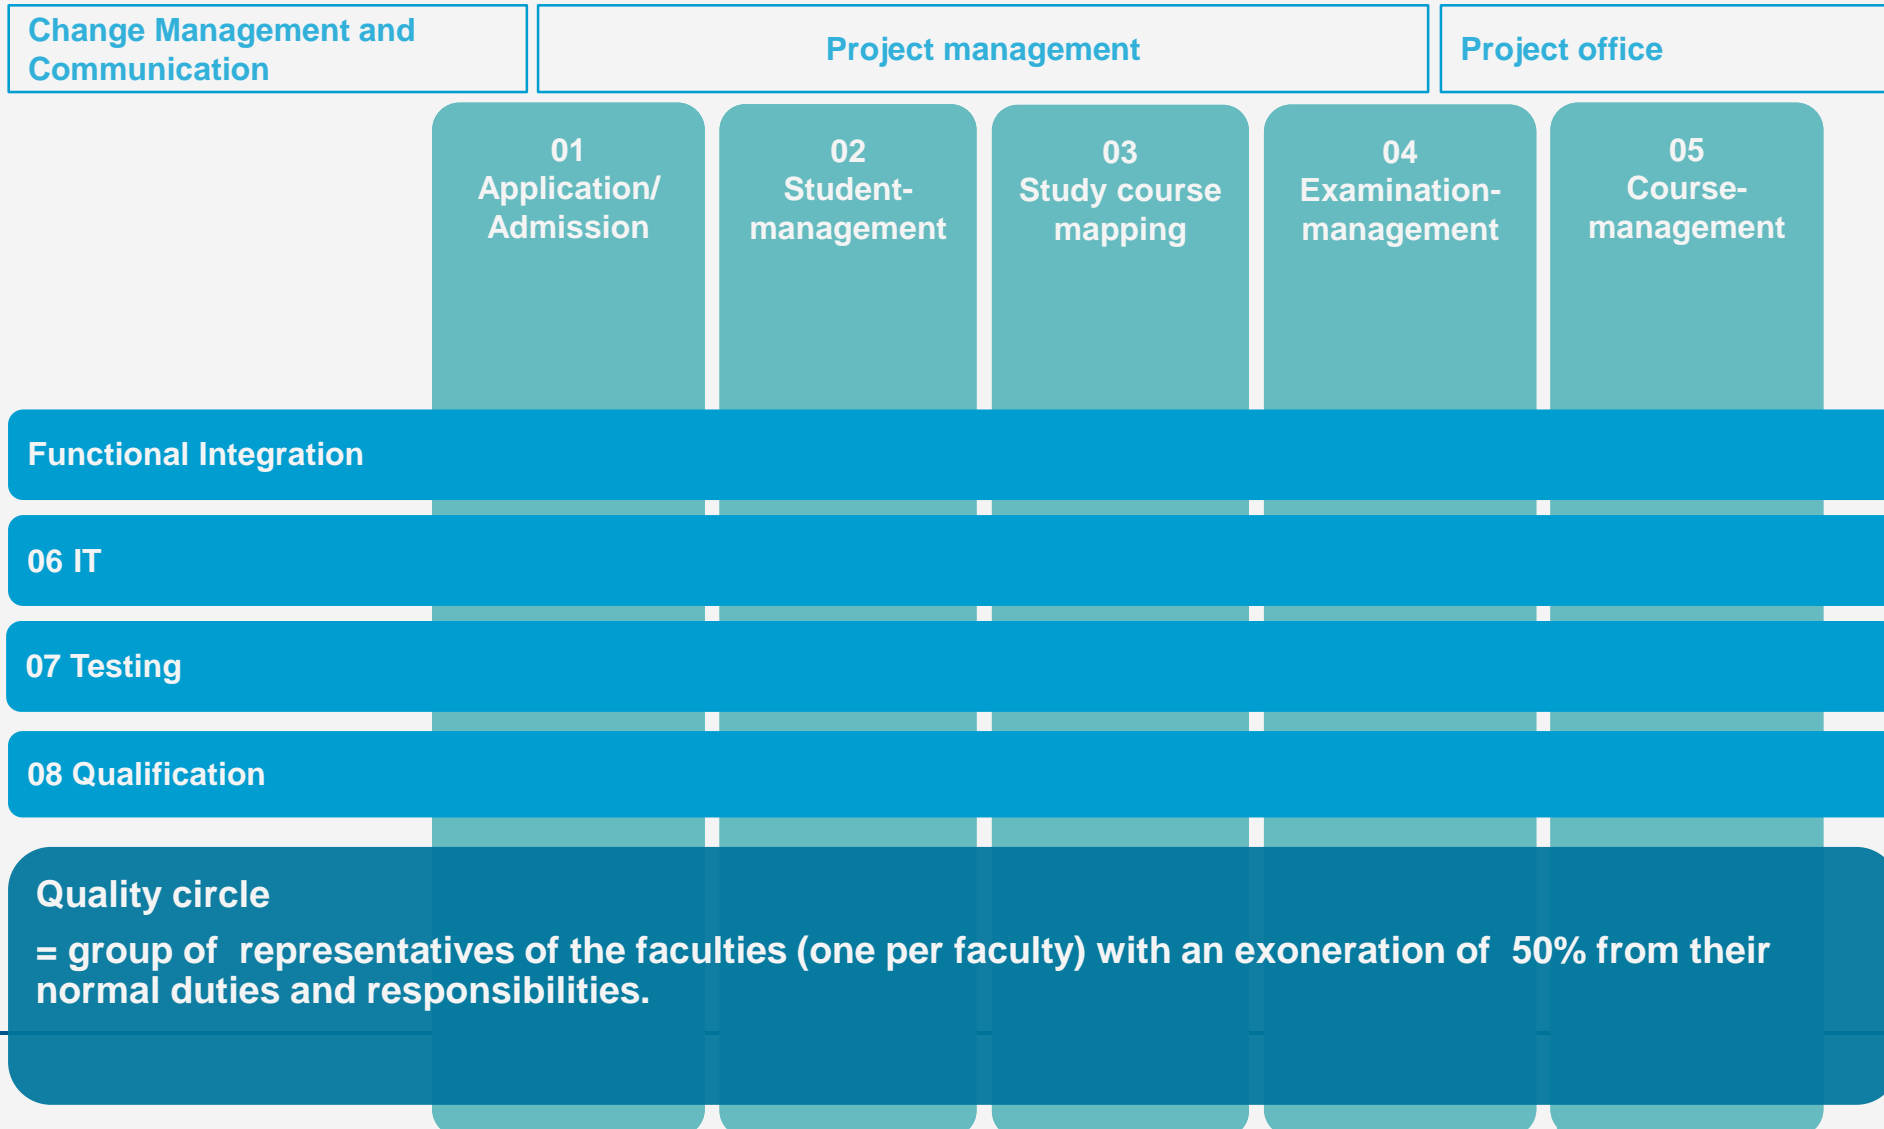 Change Management and
Communication
Project management
Project office
01
Application/
Admission
02
Student-
management
03
Study course
mapping
04
Examination-
management
05
Course-
management
Functional Integration
06 IT
07 Testing
08 Qualification
Quality circle
= group of  representatives of the faculties (one per faculty) with an exoneration of  50% from their
normal duties and responsibilities.